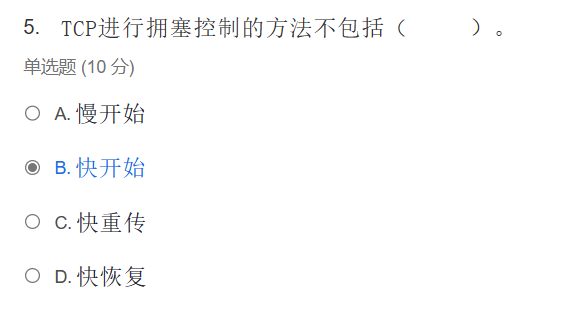 5. TCP进行拥塞控制的方法不包括（ ）。
单选题 (10 分)
A. 慢开始
B. 快开始
C. 快重传
D. 快恢复